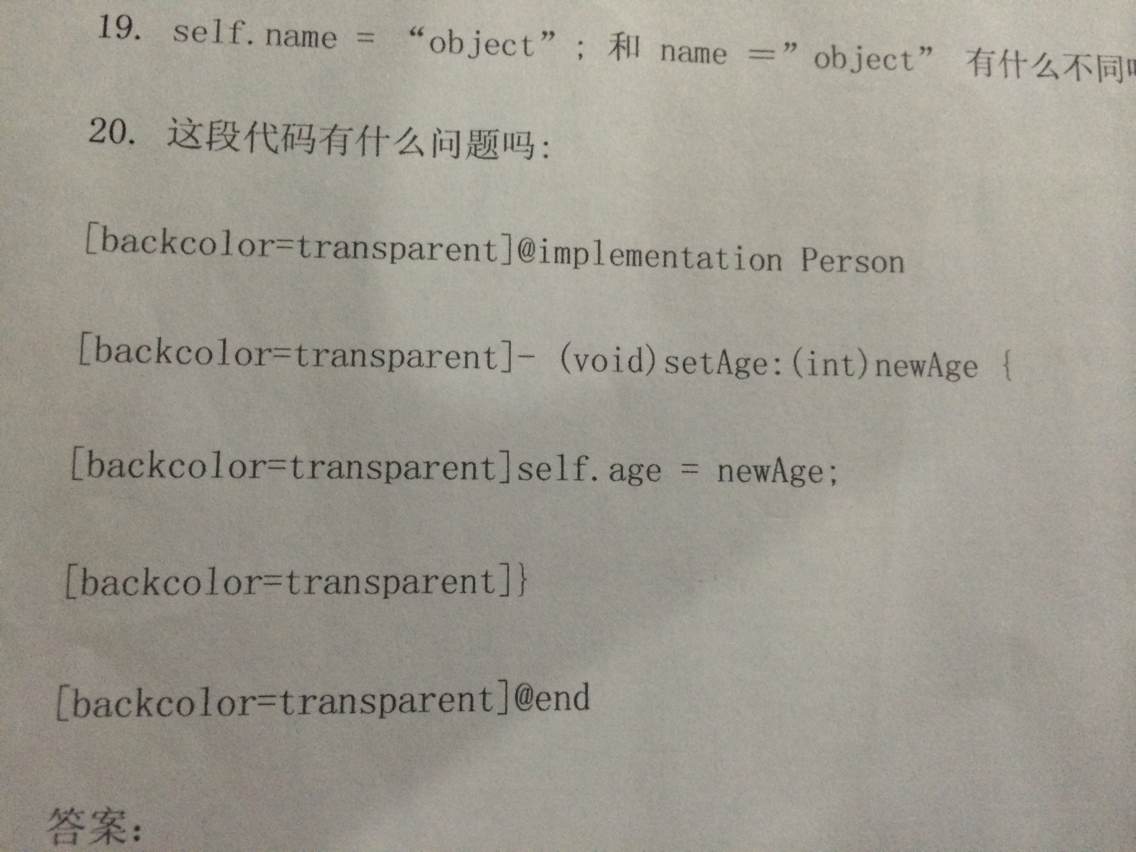 19. self.name = “object”; 和 name =”object” 有什么不同
20. 这段代码有什么问题吗:
[backcolor=transparent]@implementation Person
[backcolor=transparent]- (void)setAge:(int)newAge {
[backcolor=transparent]self.age = newAge;
[backcolor=transparent]}
[backcolor=transparent]@end
答案: